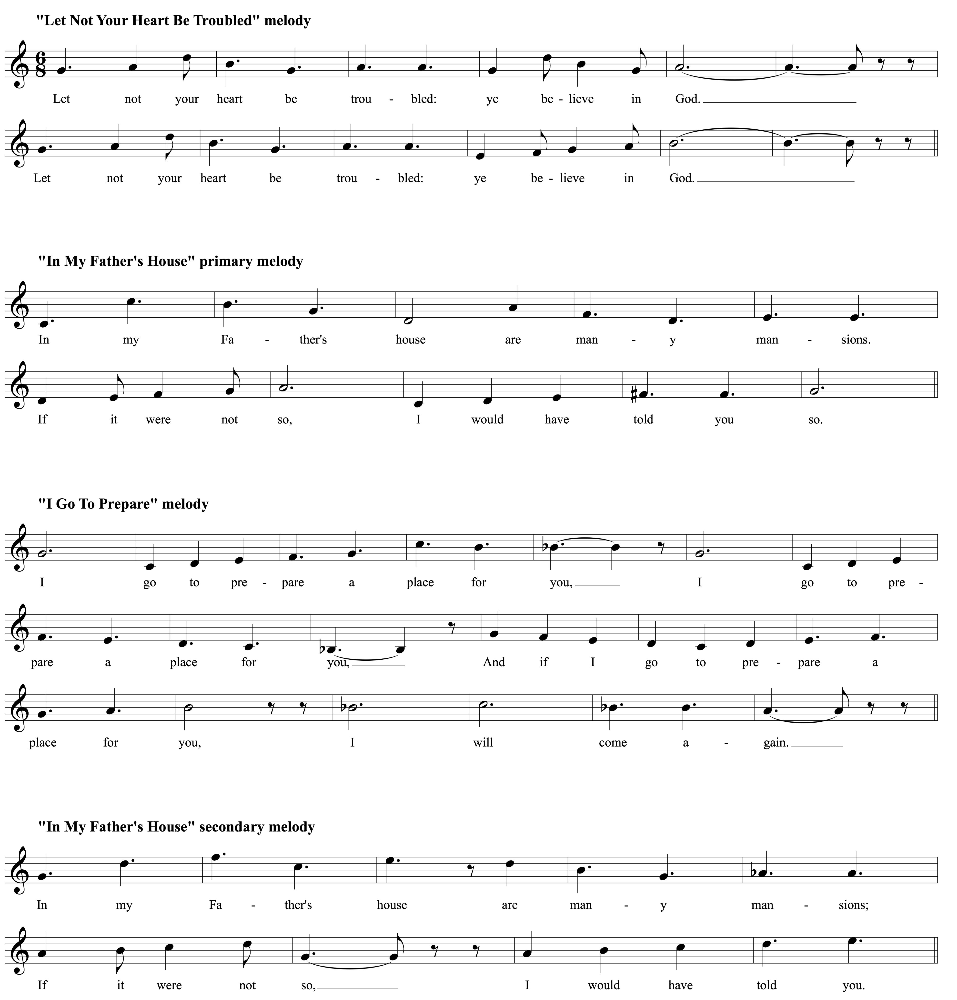 "Let Not Your Heart Be Troubled" melody
6
8
Let not your heart be trou - bled: ye be - lieve in God.
Let not your heart be trou - bled: ye be - lieve in God.
"In My Father's House" primary melody
In my Fa - ther's house are man - y man - sions.
If it were not so, I would have told you so.
"I Go To Prepare" melody
I go to pre - pare a place for you, I go to pre -
pare a place for you, And if I go to pre - pare a
place for you, I will come a - gain.
"In My Father's House" secondary melody
In my Fa - ther's house are man - y man - sions;
If it were not so, I would have told you.